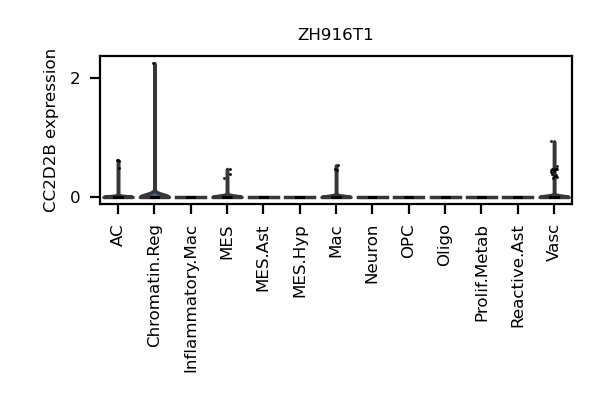 ZH916T1
CC2D2B expression
2
0
AC
Chromatin.Reg
Inflammatory.Mac
MES
MES.Ast
MES.Hyp
Mac
Neuron
OPC
Oligo
Prolif.Metab
Reactive.Ast
Vasc